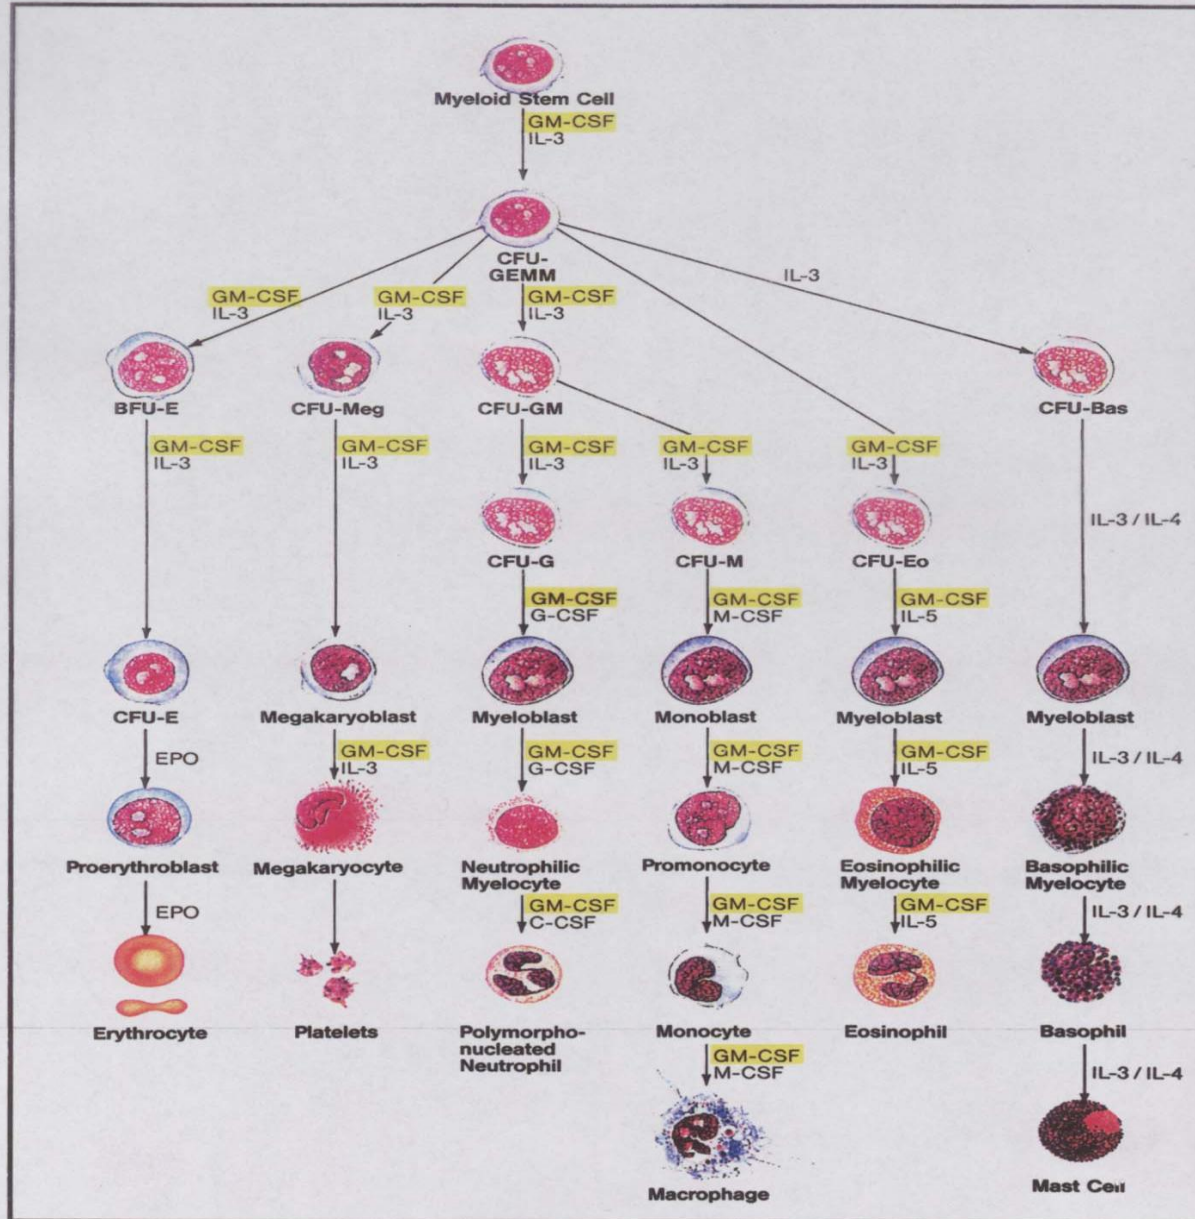 Myeloid Stem Cell
GM-CSF
IL-3
CFU-
GEMM
IL-3
GM-CSF
IL-3
GM-CSF
IL-3
GM-CSF
IL-3
BFU-E
CFU-Meg
CFU-GM
CFU-Bas
GM-CSF
IL-3
GM-CSF
IL-3
GM-CSF
IL-3
GM-CSF
IL-3
GM-CSF
IL-3
IL-3 / IL-4
CFU-G
CFU-M
CFU-Eo
GM-CSF
G-CSF
GM-CSF
M-CSF
GM-CSF
IL-5
CFU-E
Megakaryoblast
Myeloblast
Monoblast
Myeloblast
Myeloblast
EPO
GM-CSF
IL-3
GM-CSF
G-CSF
GM-CSF
M-CSF
GM-CSF
IL-5
IL-3 / IL-4
Proerythroblast
Megakaryocyte
Neutrophilic
Myelocyte
Promonocyte
Eosinophilic
Myelocyte
Basophilic
Myelocyte
EPO
GM-CSF
C-CSF
GM-CSF
M-CSF
GM-CSF
IL-5
IL-3 / IL-4
Erythrocyte
Platelets
Polymorpho-
nucleated
Neutrophil
Monocyte
Eosinophil
Basophil
GM-CSF
M-CSF
IL-3 / IL-4
Macrophage
Mast Cell